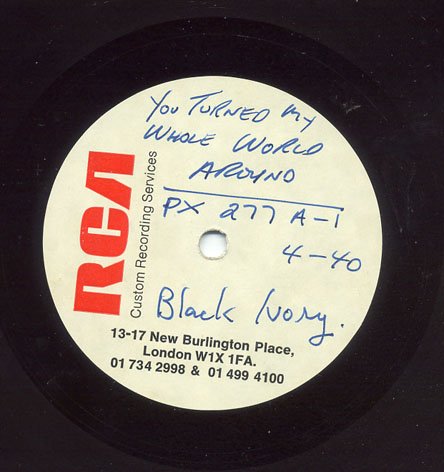 You TURNED MY
WHOLE WORLD
AROUND
PX 277 A-1
4-40
Black Ivory.
RCA
Custom Recording Services
13-17 New Burlington Place,
London W1X 1FA.
01 734 2998 & 01 499 4100